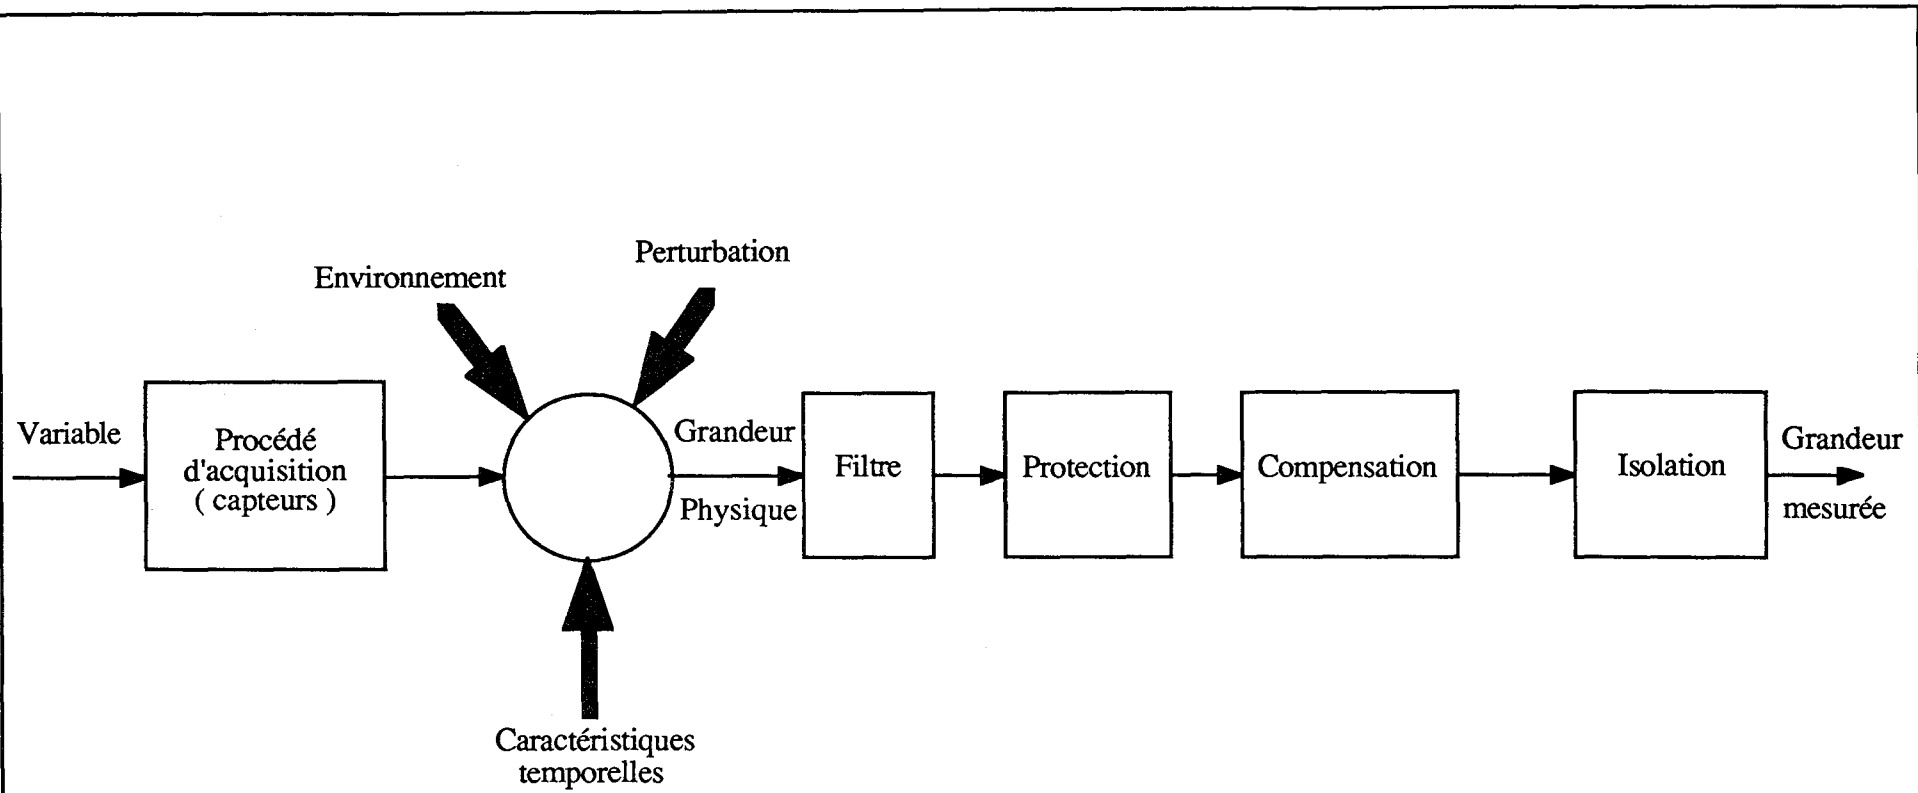 Perturbation
Environnement
Variable
Procédé
d'acquisition
( capteurs )
Grandeur
Physique
Filtre
Protection
Compensation
Isolation
Grandeur
mesurée
Caractéristiques
temporelles